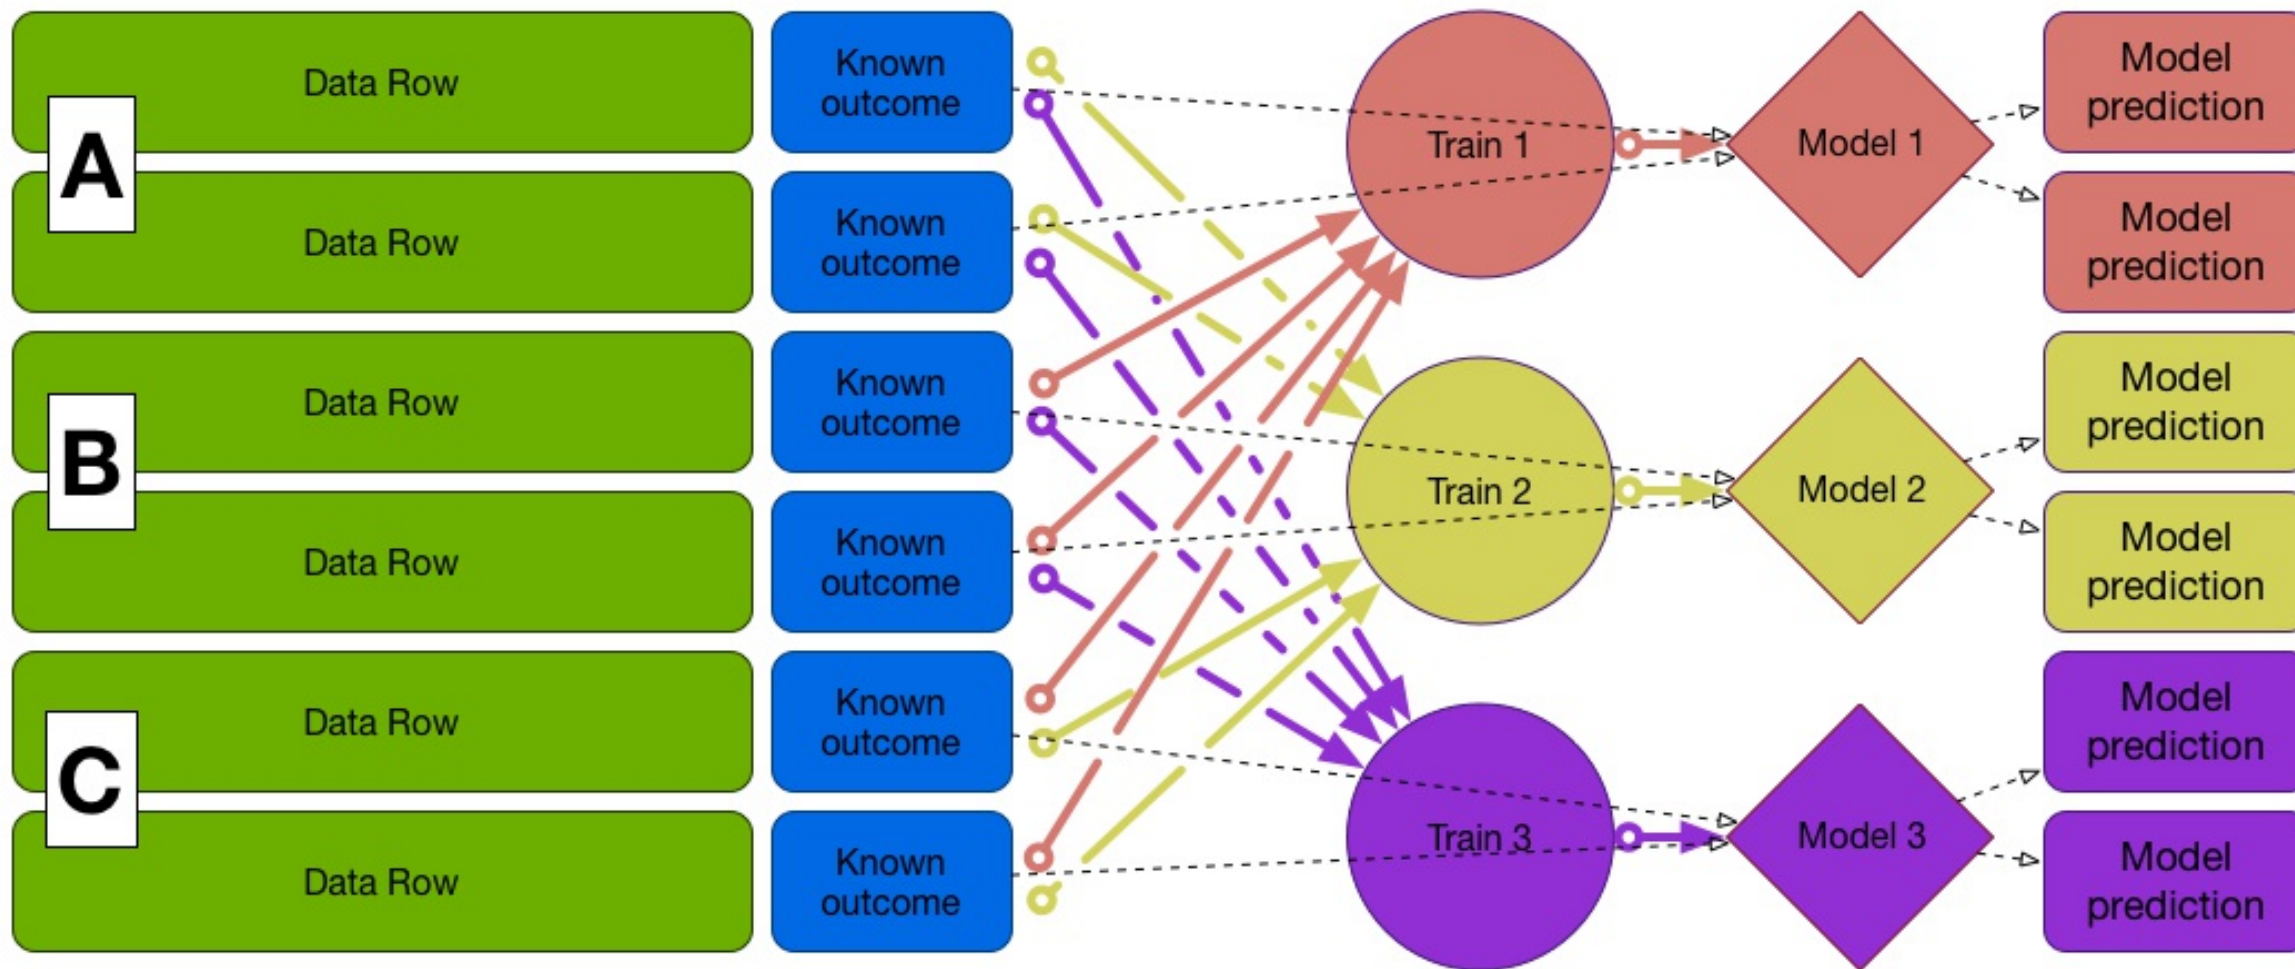 Data Row
Known
outcome
Train 1
Model 1
Model
prediction
A
Data Row
Known
outcome
Model
prediction
Data Row
Known
outcome
Train 2
Model 2
Model
prediction
B
Data Row
Known
outcome
Model
prediction
Data Row
Known
outcome
Train 3
Model 3
Model
prediction
C
Data Row
Known
outcome
Model
prediction